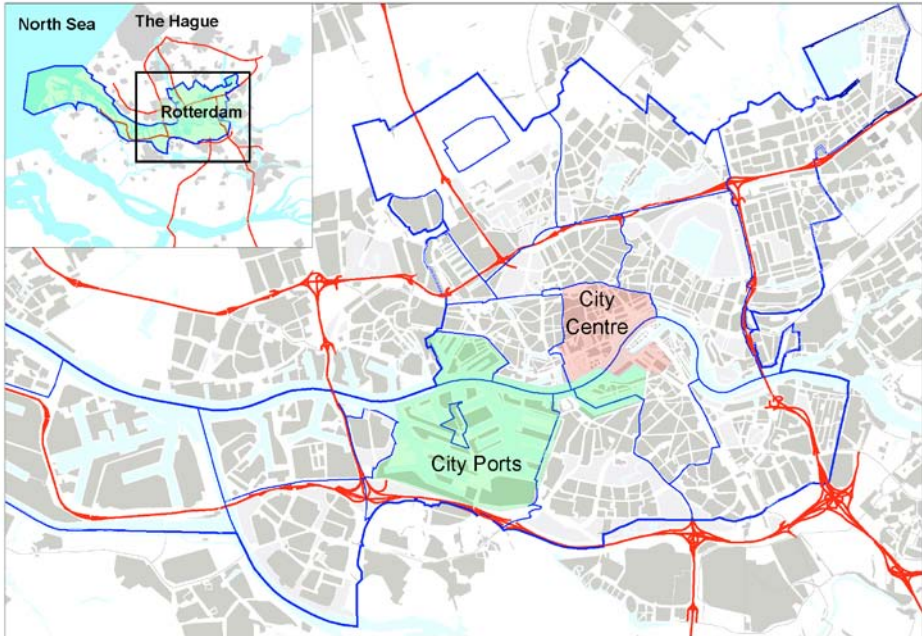 The Hague
North Sea
Rotterdam
City
Centre
City Ports